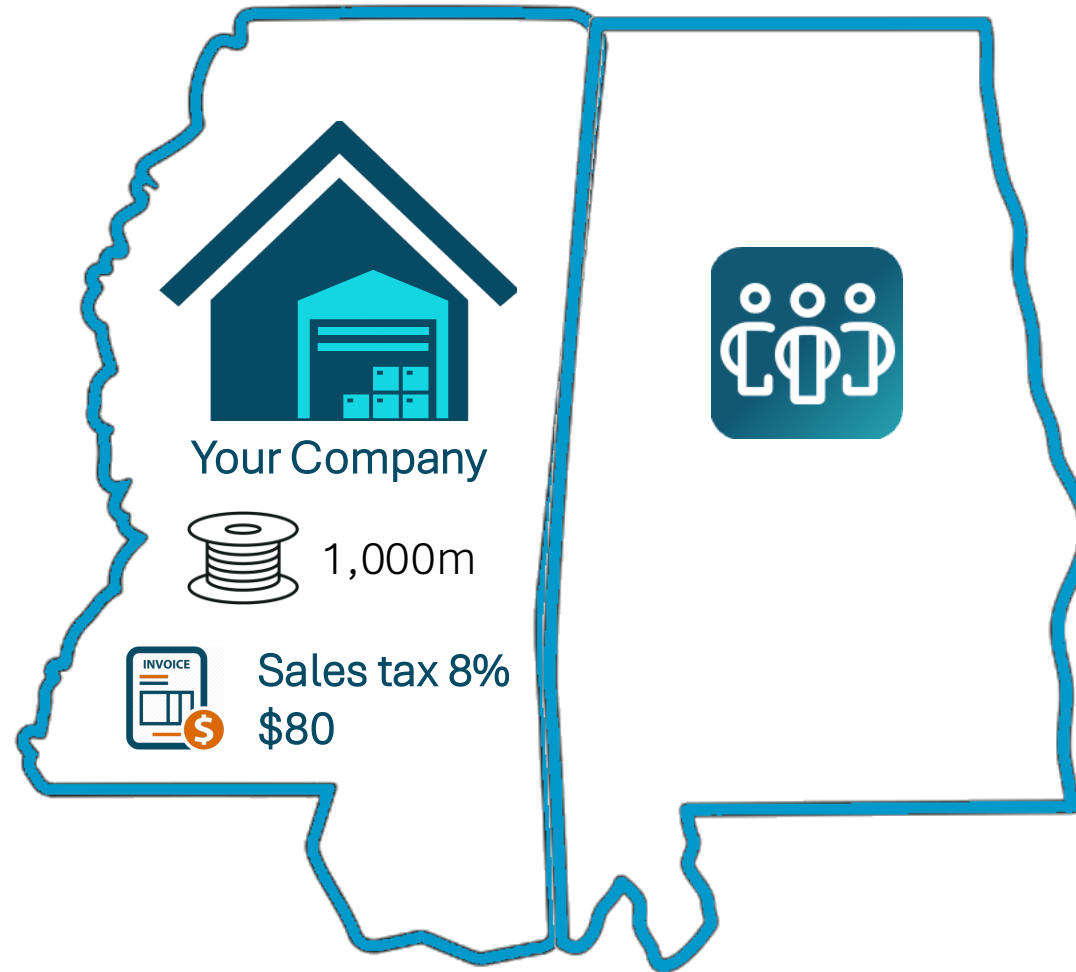 Your Company
1,000m
INVOICE
$
Sales tax 8%
$80